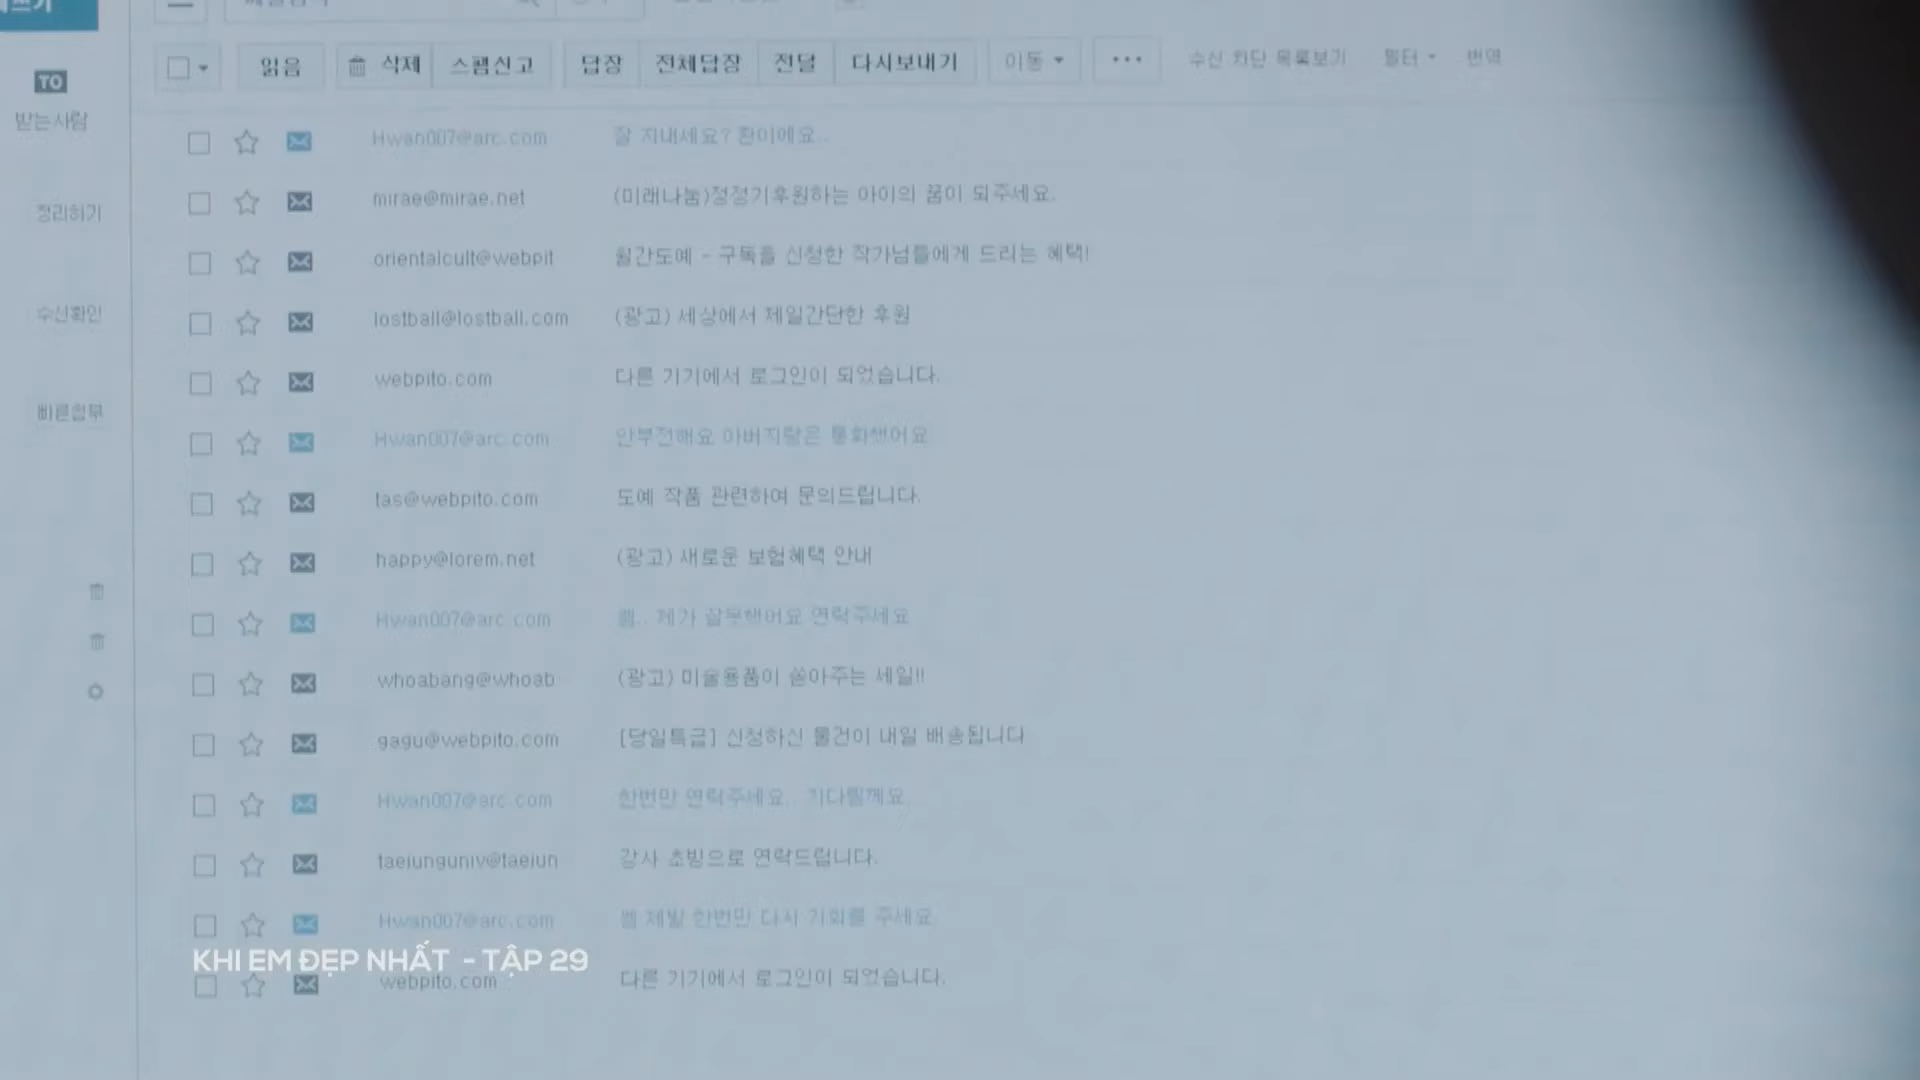 TO
받는사람
정리하기
수신확인
빠른첨부
읽음 삭제 스팸신고 답장 전체답장 전달 다시보내기 이동 ••• 수신 차단 목록보기 필터 번역
Hwan007@arc.com 잘 지내세요? 환이에요..
mirae@mirae.net (미래나눔)정정기후원하는 아이의 꿈이 되주세요.
orientalcult@webpit 월간도예 - 구독을 신청한 작가님들에게 드리는 혜택!
lostball@lostball.com (광고) 세상에서 제일간단한 후원
webpito.com 다른 기기에서 로그인이 되었습니다.
Hwan007@arc.com 안부전해요 아버지랑은 통화했어요
tas@webpito.com 도예 작품 관련하여 문의드립니다.
happy@lorem.net (광고) 새로운 보험혜택 안내
Hwan007@arc.com 쌤.. 제가 잘못했어요 연락주세요
whoabang@whoab (광고) 미술용품이 쏟아주는 세일!!
gagu@webpito.com [당일특급] 신청하신 물건이 내일 배송됩니다
Hwan007@arc.com 한번만 연락주세요.. 기다릴께요..
taejunguniv@taejun 강사 초빙으로 연락드립니다.
Hwan007@arc.com 쌤 제발 한번만 다시 기회를 주세요.
KHI EM ĐẸP NHẤT - TẬP 29
webpito.com 다른 기기에서 로그인이 되었습니다.